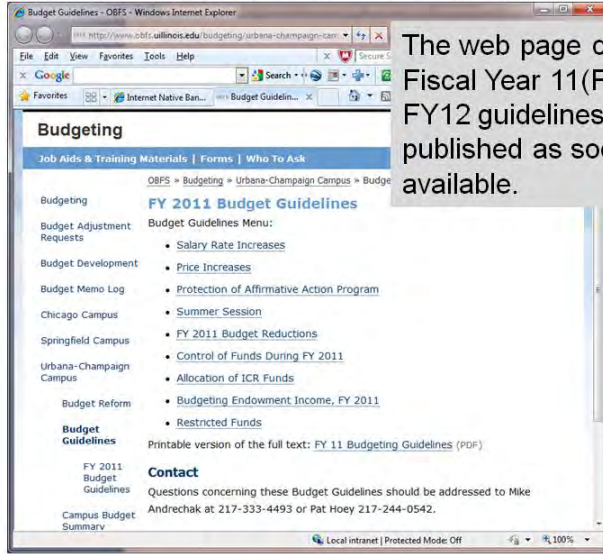 Budget Guidelines - OBFS - Windows Internet Explorer
http://www.obfs.uillinois.edu/budgeting/urbana-champaign-cam
File Edit View Favorites Tools Help
x Google Search
Favorites Internet Native Ban... Budget Guidelin... x
The web page
Fiscal Year 11(F
FY12 guidelines
published as soo
available.
Budgeting
Job Aids & Training Materials | Forms | Who To Ask
OBFS » Budgeting » Urbana-Champaign Campus » Budge
Budgeting
Budget Adjustment
Requests
Budget Development
Budget Memo Log
Chicago Campus
Springfield Campus
Urbana-Champaign
Campus
Budget Reform
Budget
Guidelines
FY 2011
Budget
Guidelines
Campus Budget
Summary
FY 2011 Budget Guidelines
Budget Guidelines Menu:
• Salary Rate Increases
• Price Increases
• Protection of Affirmative Action Program
• Summer Session
• FY 2011 Budget Reductions
• Control of Funds During FY 2011
• Allocation of ICR Funds
• Budgeting Endowment Income, FY 2011
• Restricted Funds
Printable version of the full text: FY 11 Budgeting Guidelines (PDF)
Contact
Questions concerning these Budget Guidelines should be addressed to Mike
Andrechak at 217-333-4493 or Pat Hoey 217-244-0542.
Local intranet | Protected Mode: Off 100%